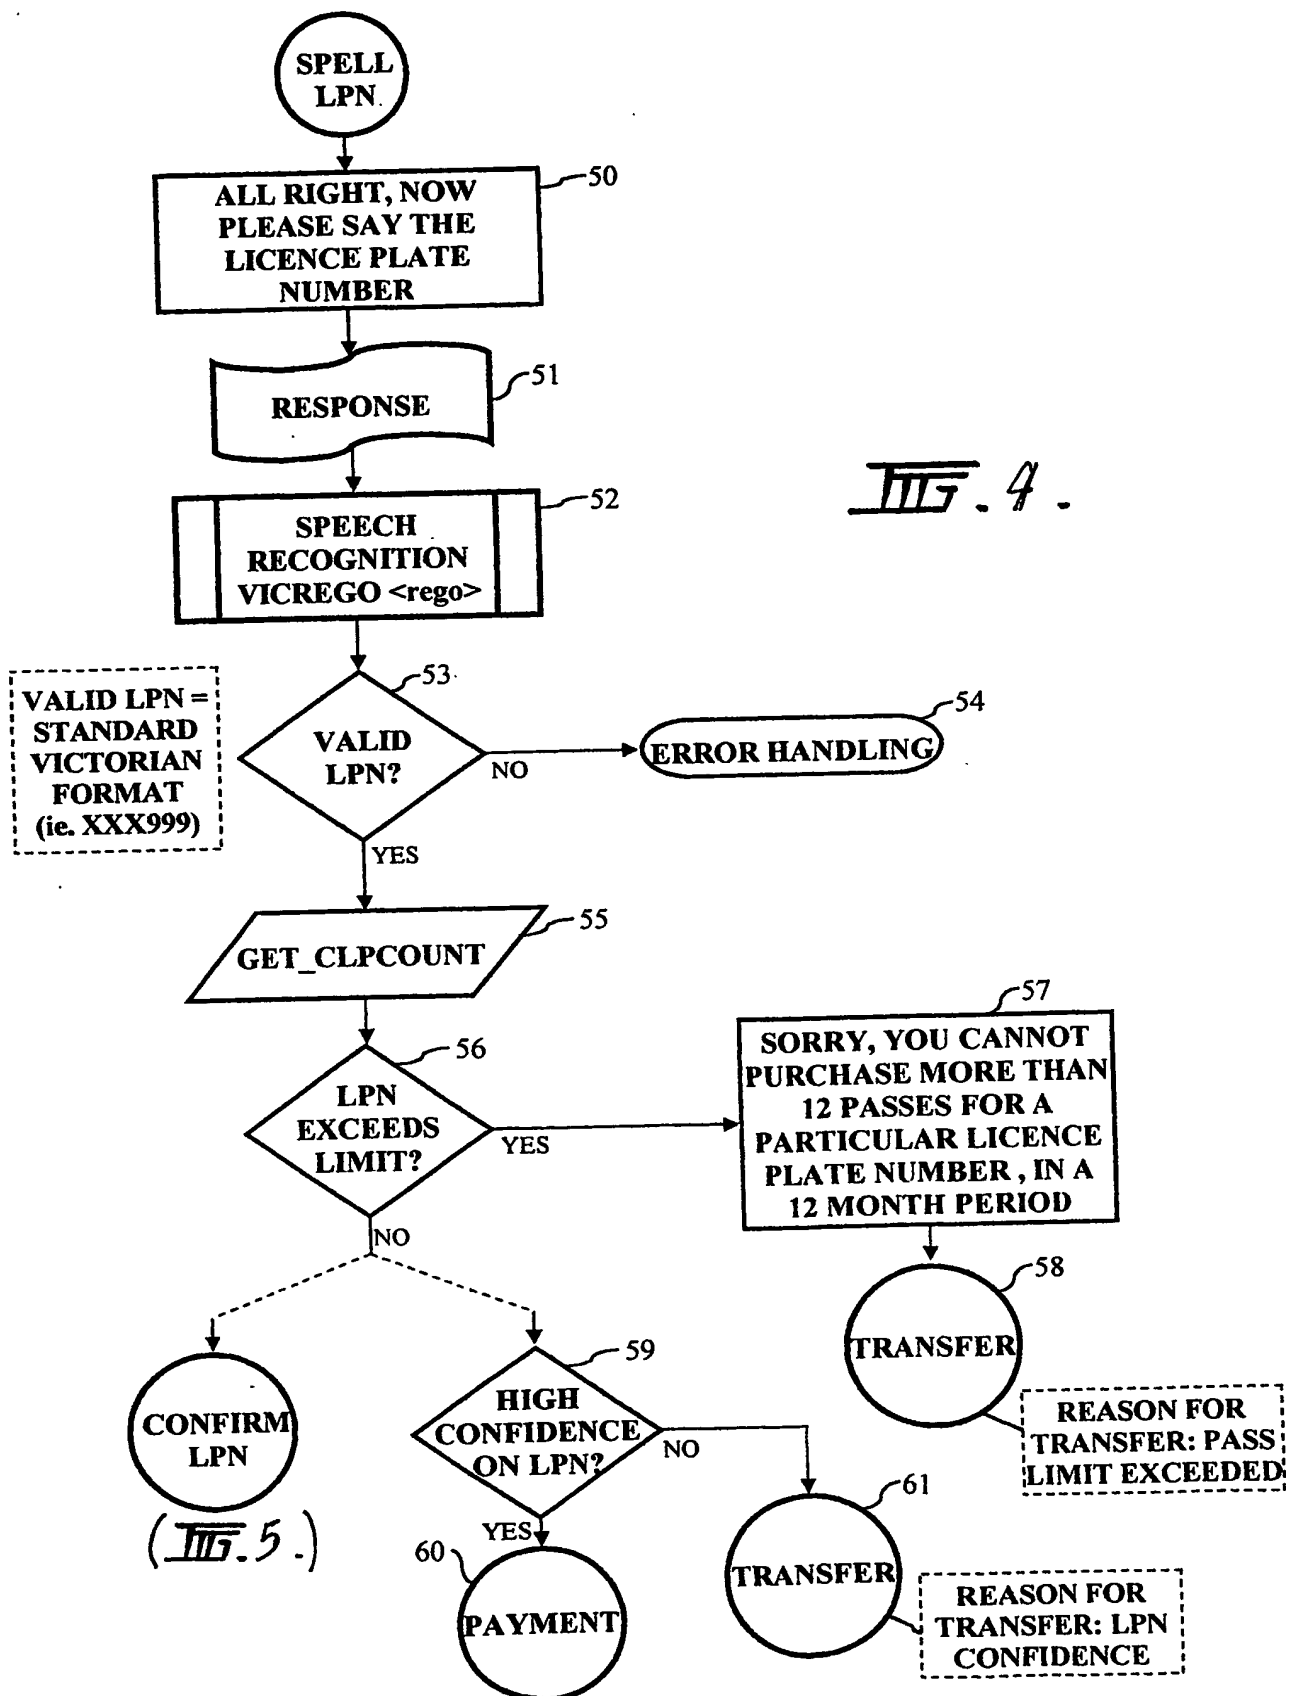 SPELL
LPN
ALL RIGHT, NOW
PLEASE SAY THE
LICENCE PLATE
NUMBER
50
RESPONSE
51
FIG. 4.
SPEECH
RECOGNITION
VICREGO <rego>
52
VALID LPN =
STANDARD
VICTORIAN
FORMAT
(ie. XXX999)
53
VALID
LPN?
NO
54
ERROR HANDLING
YES
GET_CLPCOUNT
55
56
LPN
EXCEEDS
LIMIT?
YES
57
SORRY, YOU CANNOT
PURCHASE MORE THAN
12 PASSES FOR A
PARTICULAR LICENCE
PLATE NUMBER , IN A
12 MONTH PERIOD
NO
58
TRANSFER
REASON FOR
TRANSFER: PASS
LIMIT EXCEEDED
CONFIRM
LPN
(FIG. 5.)
59
HIGH
CONFIDENCE
ON LPN?
NO
YES
60
PAYMENT
61
TRANSFER
REASON FOR
TRANSFER: LPN
CONFIDENCE